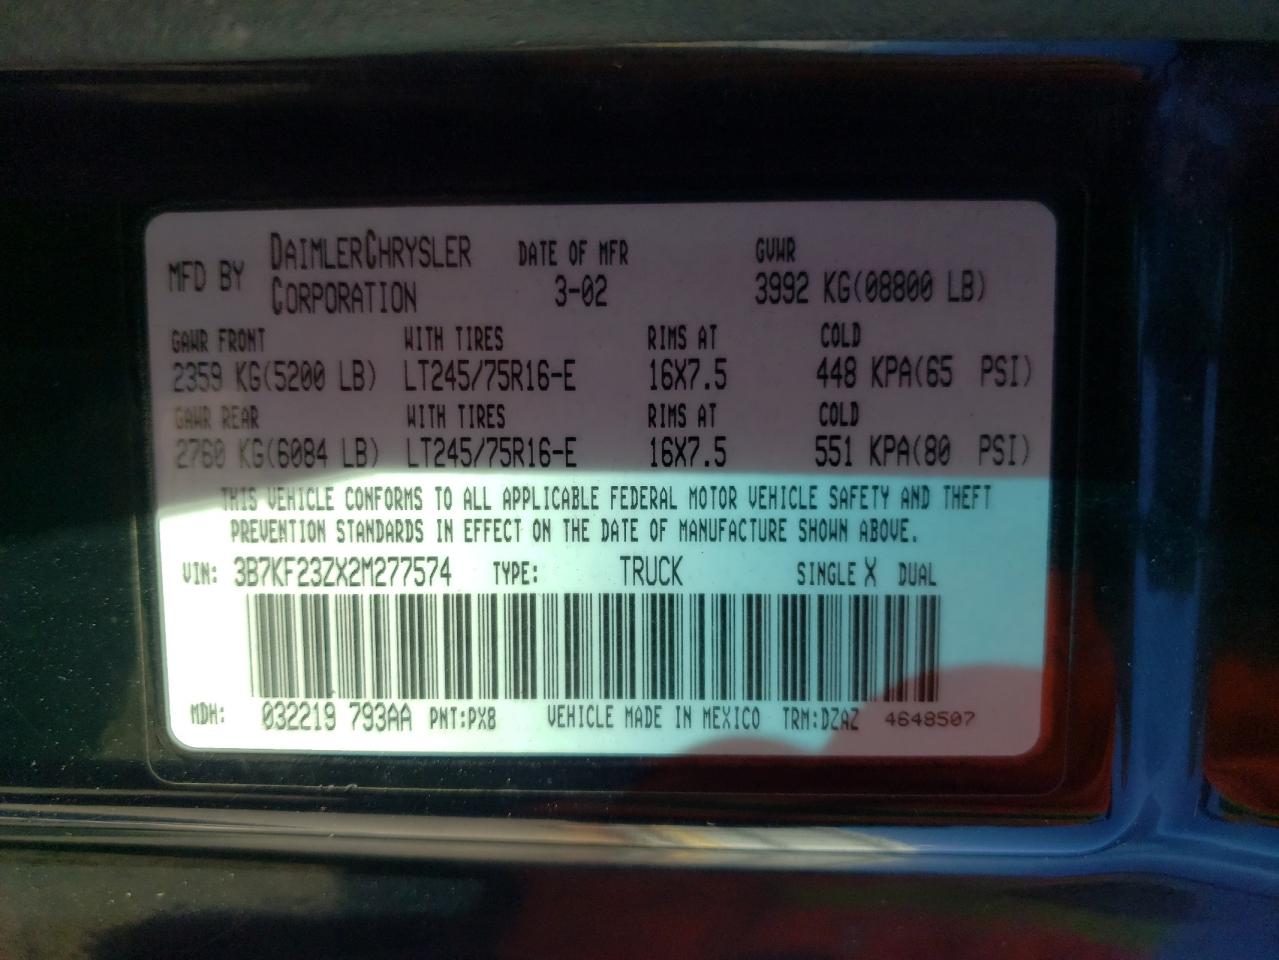 MFD BY DAIMLERCHRYSLER CORPORATION DATE OF MFR 3-02 GVWR 3992 KG(08800 LB)
GAWR FRONT WITH TIRES RIMS AT COLD
2359 KG(5200 LB) LT245/75R16-E 16X7.5 448 KPA(65 PSI)
GAWR REAR WITH TIRES RIMS AT COLD
2760 KG(6084 LB) LT245/75R16-E 16X7.5 551 KPA(80 PSI)
THIS VEHICLE CONFORMS TO ALL APPLICABLE FEDERAL MOTOR VEHICLE SAFETY AND THEFT
PREVENTION STANDARDS IN EFFECT ON THE DATE OF MANUFACTURE SHOWN ABOVE.
VIN: 3B7KF23ZX2M277574 TYPE: TRUCK SINGLE X DUAL
MDH: 032219 793AA PNT:PX8 VEHICLE MADE IN MEXICO TRM:DZAZ 4648507